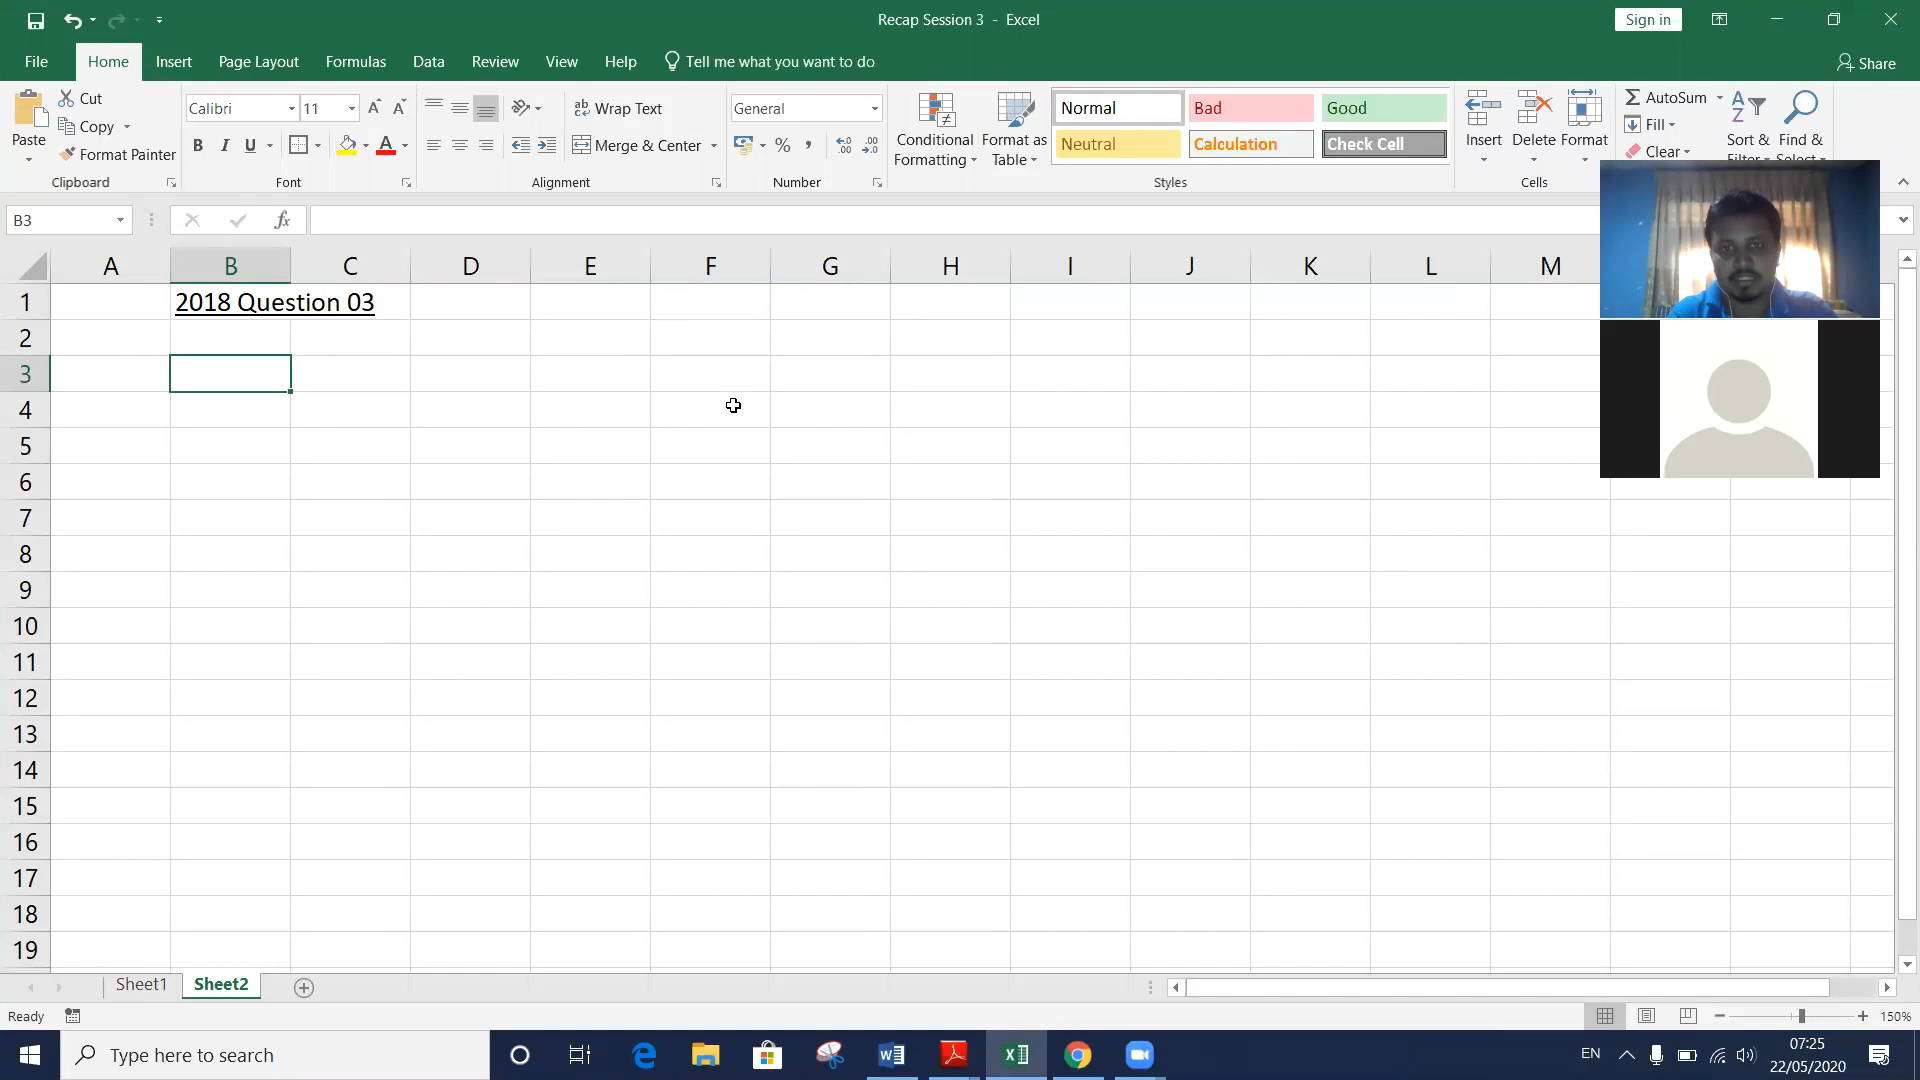 Recap Session 3 - Excel
Sign in
File Home Insert Page Layout Formulas Data Review View Help Tell me what you want to do Share
Paste
Cut
Copy
Format Painter
Clipboard
Calibri 11
A A
B I U A
Font
ab Wrap Text
Merge & Center
Alignment
General
% , .0 .00 .00 .0
Number
Conditional Formatting
Format as Table
Normal Bad Good
Neutral Calculation Check Cell
Styles
Insert Delete Format
Cells
AutoSum
Fill
Clear
Sort &
Find &
B3 fx
A B C D E F G H I J K L M
1 2018 Question 03
2
3
4
5
6
7
8
9
10
11
12
13
14
15
16
17
18
19
Sheet1 Sheet2
Ready 150%
Type here to search
EN 07:25
22/05/2020